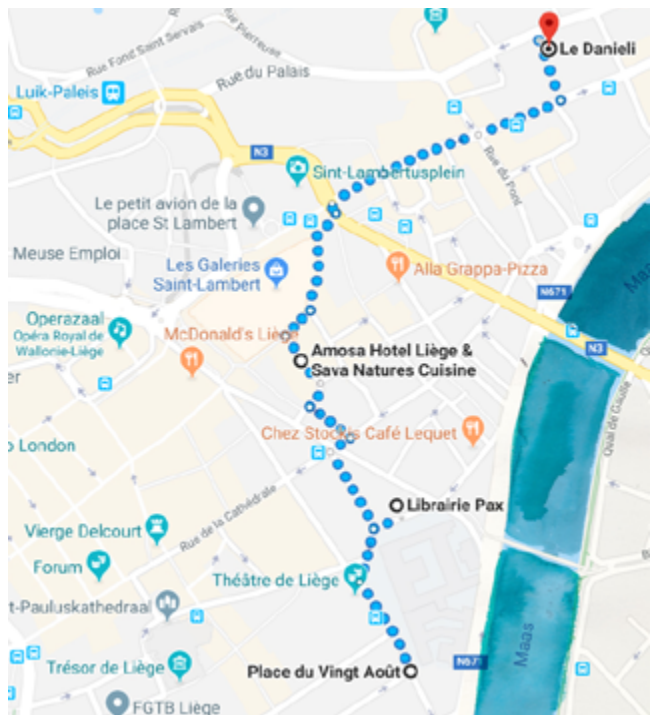 Le Danieli
Rue Pierreuse
Rue Fond Saint Servais
Rue du Palais
Luik-Paleis
N3
Sint-Lambertusplein
Rue du Pont
Le petit avion de la
place St Lambert
Meuse Emploi
Alla Grappa-Pizza
Les Galeries
Saint-Lambert
N671
Maas
Operazaal
Opéra Royal de
Wallonie-Liège
McDonald's Liège
N3
Amosa Hotel Liège &
Sava Natures Cuisine
Quai de Gaulle
er
Chez Stockis Café Lequet
o London
Rue de la Cathédrale
Librairie Pax
Vierge Delcourt
Forum
Théâtre de Liège
t-Pauluskathedraal
Maas
Trésor de Liège
Place du Vingt Août
N671
FGTB Liège